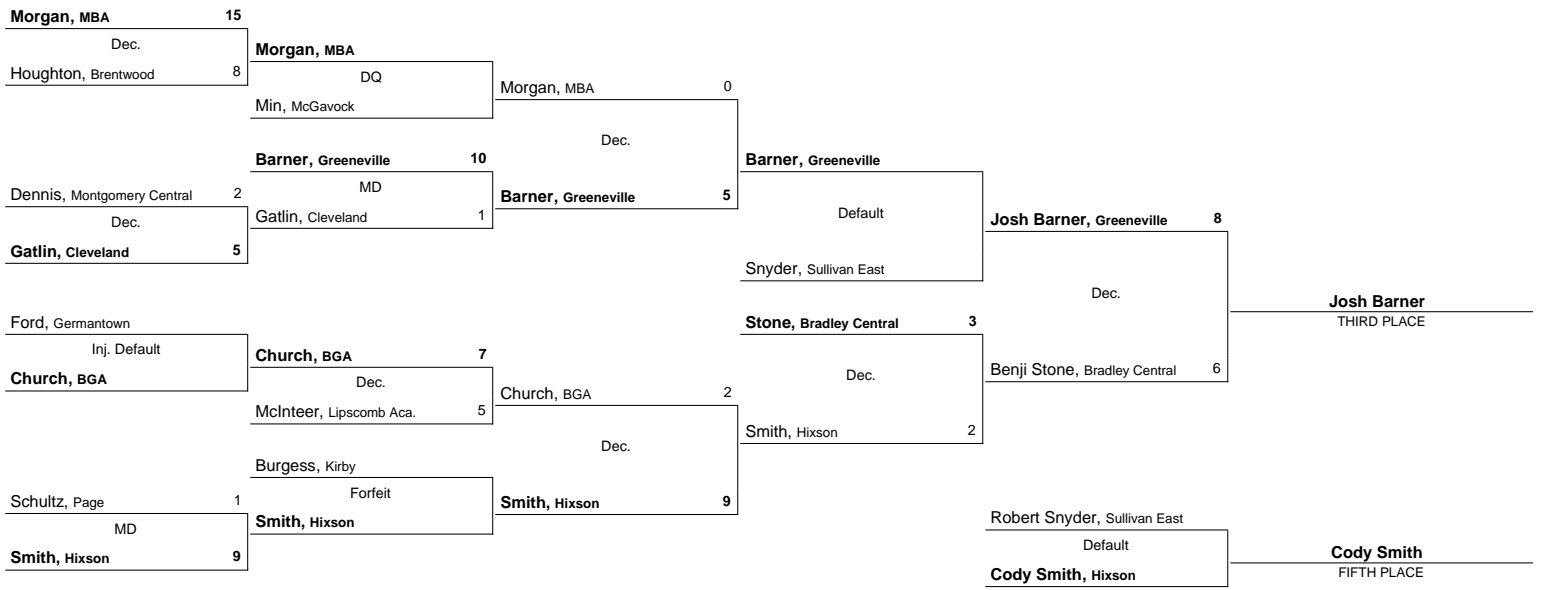 Morgan, MBA 15
Dec.
Houghton, Brentwood 8
Dennis, Montgomery Central 2
Dec.
Gatlin, Cleveland 5
Ford, Germantown
Inj. Default
Church, BGA
Schultz, Page 1
MD
Smith, Hixson 9
Morgan, MBA
DQ
Min, McGavock
Barner, Greeneville 10
MD
Gatlin, Cleveland 1
Church, BGA 7
Dec.
McInteer, Lipscomb Aca. 5
Burgess, Kirby
Forfeit
Smith, Hixson
Morgan, MBA 0
Dec.
Barner, Greeneville 5
Church, BGA 2
Dec.
Smith, Hixson 9
Barner, Greeneville
Default
Snyder, Sullivan East
Stone, Bradley Central 3
Dec.
Smith, Hixson 2
Josh Barner, Greeneville 8
Dec.
Benji Stone, Bradley Central 6
Robert Snyder, Sullivan East
Default
Cody Smith, Hixson
Josh Barner
THIRD PLACE
Cody Smith
FIFTH PLACE